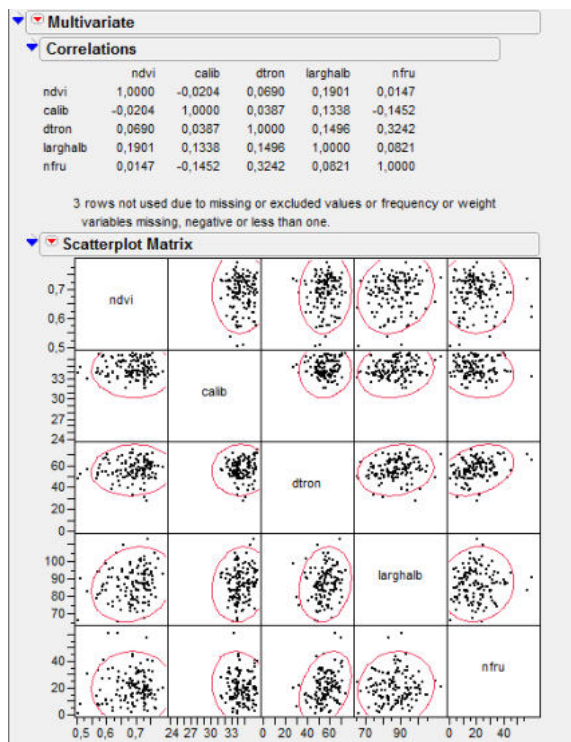 Multivariate
Correlations
ndvi calib dtron larghalb nfru
ndvi 1,0000 -0,0204 0,0690 0,1901 0,0147
calib -0,0204 1,0000 0,0387 0,1338 -0,1452
dtron 0,0690 0,0387 1,0000 0,1496 0,3242
larghalb 0,1901 0,1338 0,1496 1,0000 0,0821
nfru 0,0147 -0,1452 0,3242 0,0821 1,0000
3 rows not used due to missing or excluded values or frequency or weight
variables missing, negative or less than one.
Scatterplot Matrix
0,7
ndvi
0,6
0,5
33
calib
30
27
24
60
40
dtron
20
0
100
90
larghalb
80
70
40
nfru
20
0
0,5 0,6 0,7 24 27 30 33 0 20 40 60 70 90 0 20 40